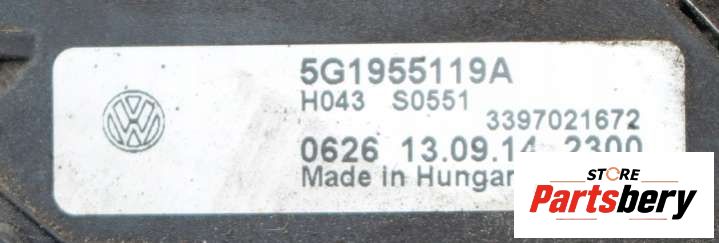 5G1955119A
H043 S0551
3397021672
0626 13.09.14 2300
Made in Hungar
STORE
Partsbery